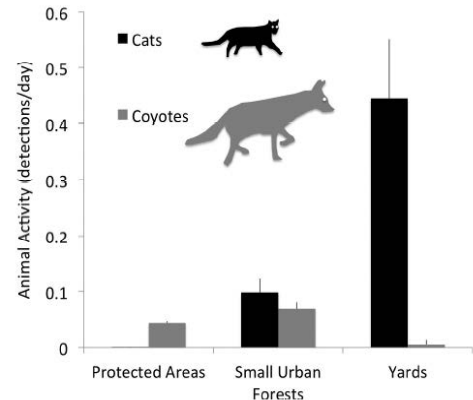 0.6
Cats
0.5
Coyotes
0.4
0.3
0.2
0.1
0
Animal Activity (detections/day)
Protected Areas
Small Urban
Forests
Yards